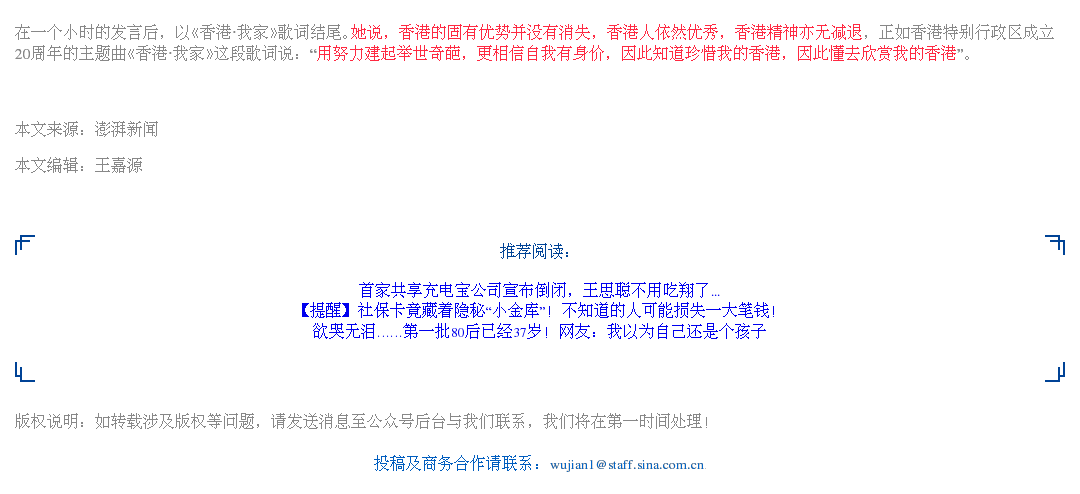 在一个小时的发言后，以《香港·我家》歌词结尾。她说，香港的固有优势并没有消失，香港人依然优秀，香港精神亦无减退，正如香港特别行政区成立
20周年的主题曲《香港·我家》这段歌词说：“用努力建起举世奇葩，更相信自我有身价，因此知道珍惜我的香港，因此懂去欣赏我的香港”。
本文来源：澎湃新闻
本文编辑：王嘉源
推荐阅读：
首家共享充电宝公司宣布倒闭，王思聪不用吃翔了...
【提醒】社保卡竟藏着隐秘“小金库”！不知道的人可能损失一大笔钱！
欲哭无泪……第一批80后已经37岁！网友：我以为自己还是个孩子
版权说明：如转载涉及版权等问题，请发送消息至公众号后台与我们联系，我们将在第一时间处理！
投稿及商务合作请联系：wujian1@staff.sina.com.cn